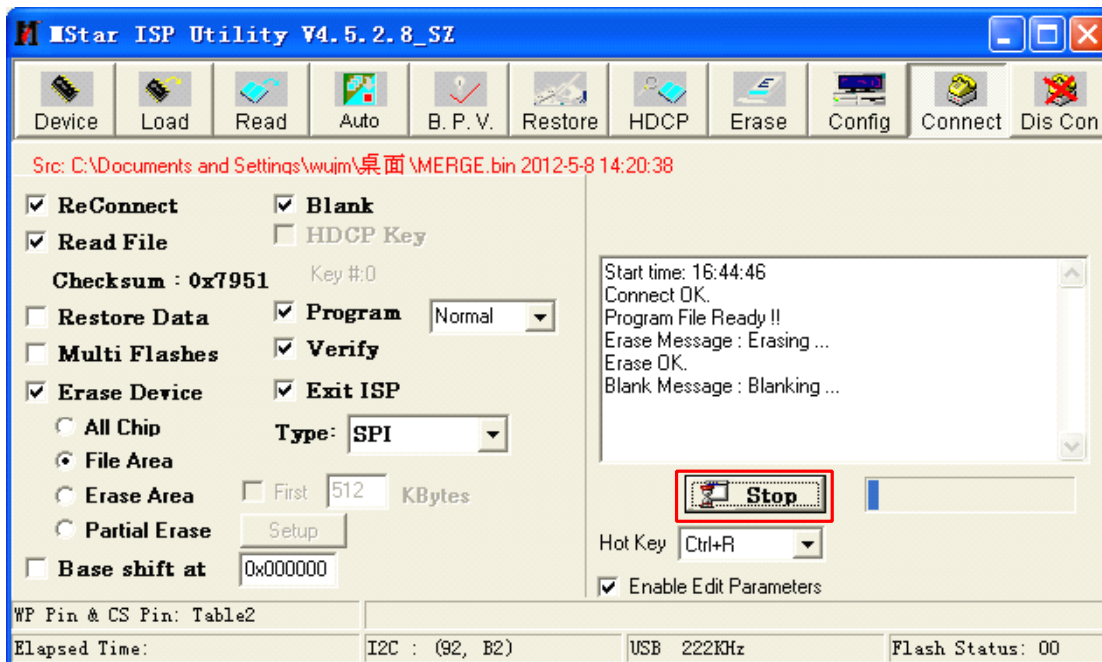 MStar ISP Utility V4.5.2.8_SZ
Device Load Read Auto B. P. V. Restore HDCP Erase Config Connect Dis Con
Src: C:\Documents and Settings\wujm\桌面\MERGE.bin 2012-5-8 14:20:38
ReConnect
Blank
Read File
HDCP Key
Checksum : 0x7951
Key #:0
Restore Data
Program Normal
Multi Flashes
Verify
Erase Device
Exit ISP
All Chip
Type: SPI
File Area
Erase Area
First 512 KBytes
Partial Erase
Setup
Base shift at 0x000000
Start time: 16:44:46
Connect OK.
Program File Ready !!
Erase Message : Erasing ...
Erase OK.
Blank Message : Blanking ...
Stop
Hot Key Ctrl+R
Enable Edit Parameters
WP Pin & CS Pin: Table2
Elapsed Time: I2C : (92, B2) USB 222KHz Flash Status: 00